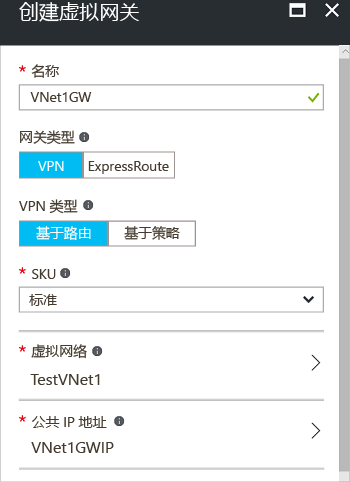 创建虚拟网关
* 名称
VNet1GW
网关类型
VPN ExpressRoute
VPN 类型
基于路由 基于策略
* SKU
标准
* 虚拟网络
TestVNet1
* 公共 IP 地址
VNet1GWIP